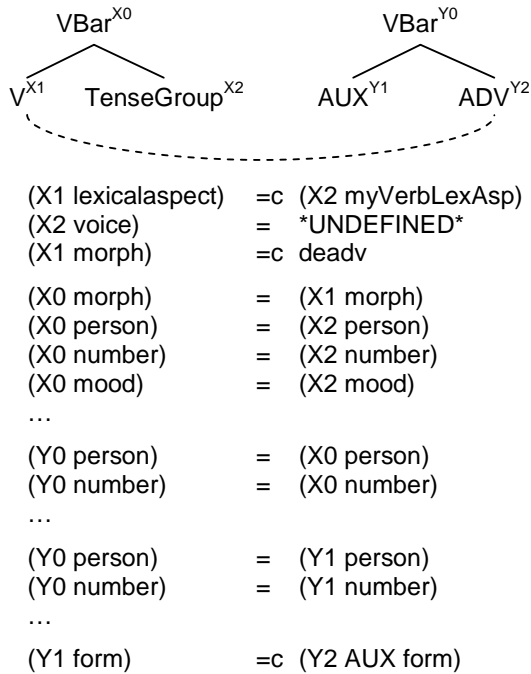 VBar^X0 VBar^Y0
V^X1 TenseGroup^X2 AUX^Y1 ADV^Y2
(X1 lexicalaspect) =c (X2 myVerbLexAsp)
(X2 voice) = *UNDEFINED*
(X1 morph) =c deadv
(X0 morph) = (X1 morph)
(X0 person) = (X2 person)
(X0 number) = (X2 number)
(X0 mood) = (X2 mood)
…
(Y0 person) = (X0 person)
(Y0 number) = (X0 number)
…
(Y0 person) = (Y1 person)
(Y0 number) = (Y1 number)
…
(Y1 form) =c (Y2 AUX form)